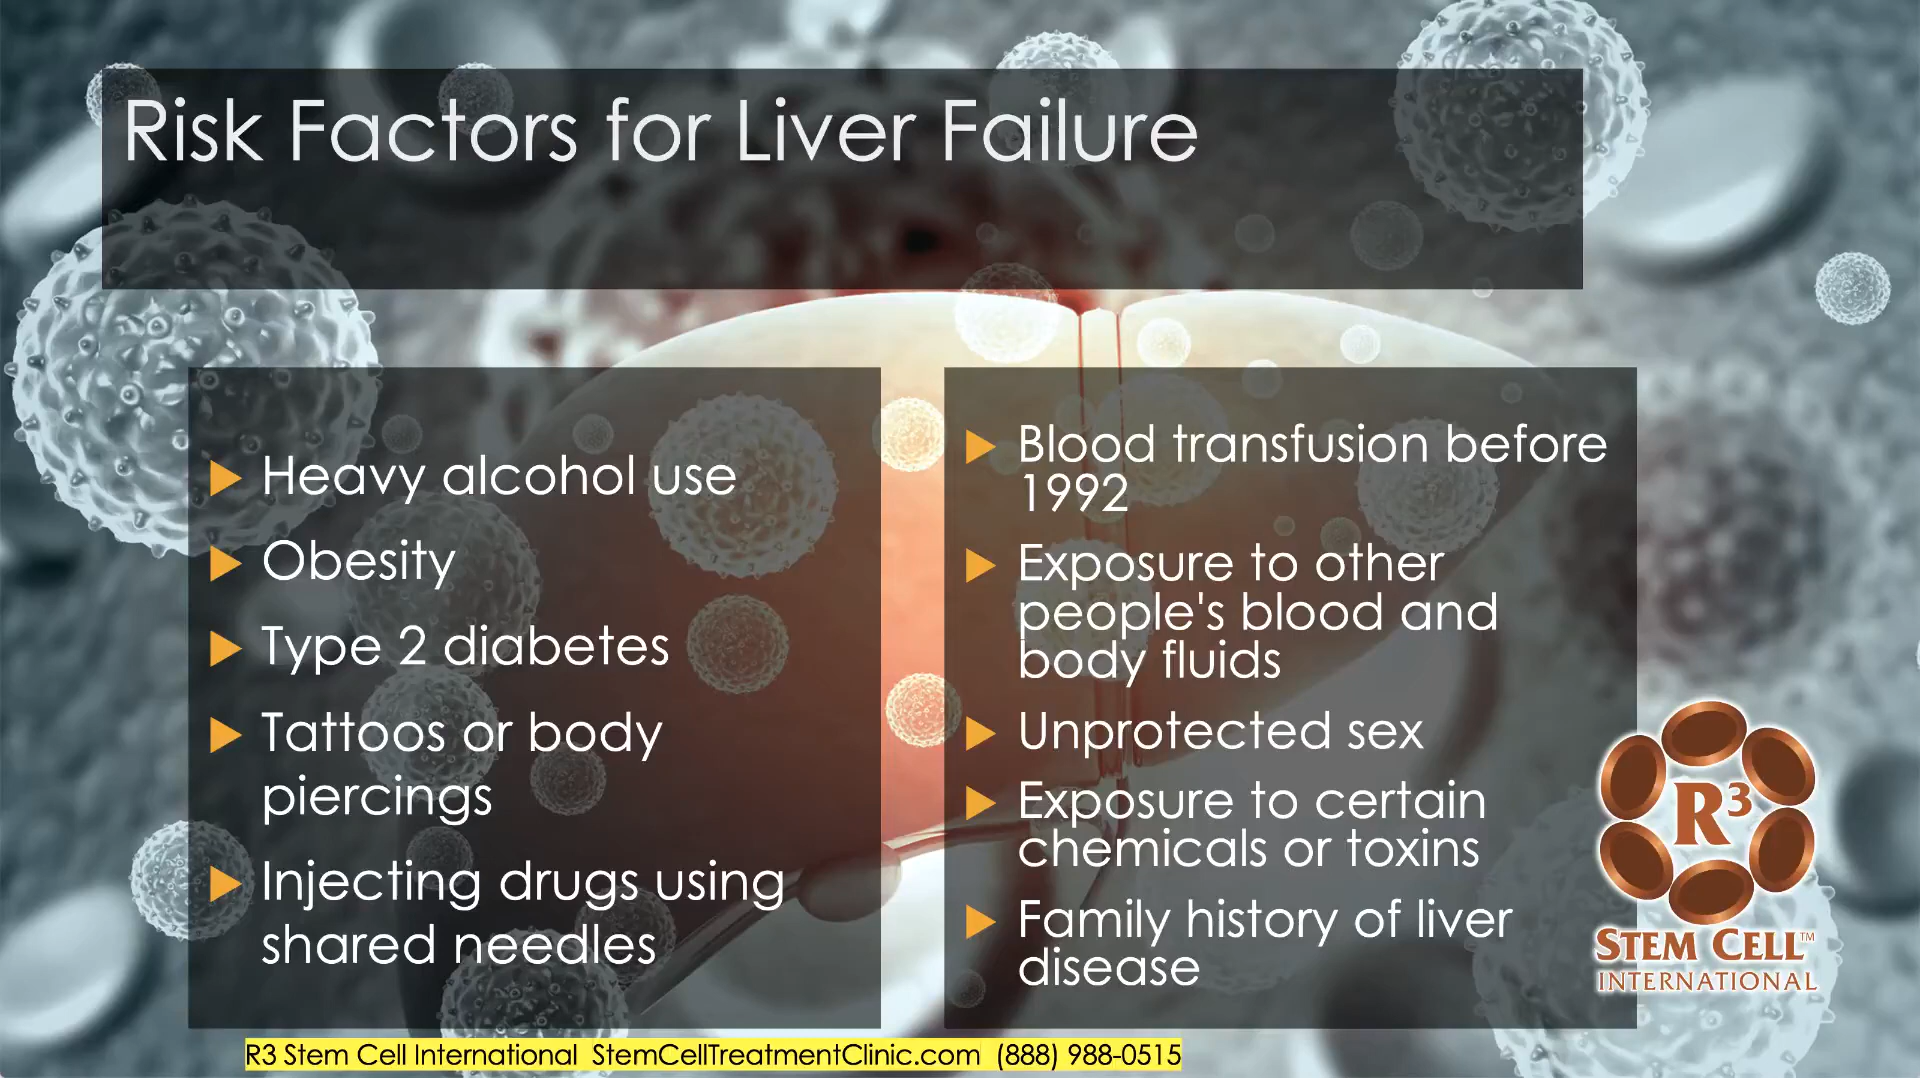 Risk Factors for Liver Failure
Heavy alcohol use
Obesity
Type 2 diabetes
Tattoos or body
piercings
Injecting drugs using
shared needles
Blood transfusion before
1992
Exposure to other
people's blood and
body fluids
Unprotected sex
Exposure to certain
chemicals or toxins
Family history of liver
disease
R3
STEM CELL™
INTERNATIONAL
R3 Stem Cell International StemCellTreatmentClinic.com (888) 988-0515